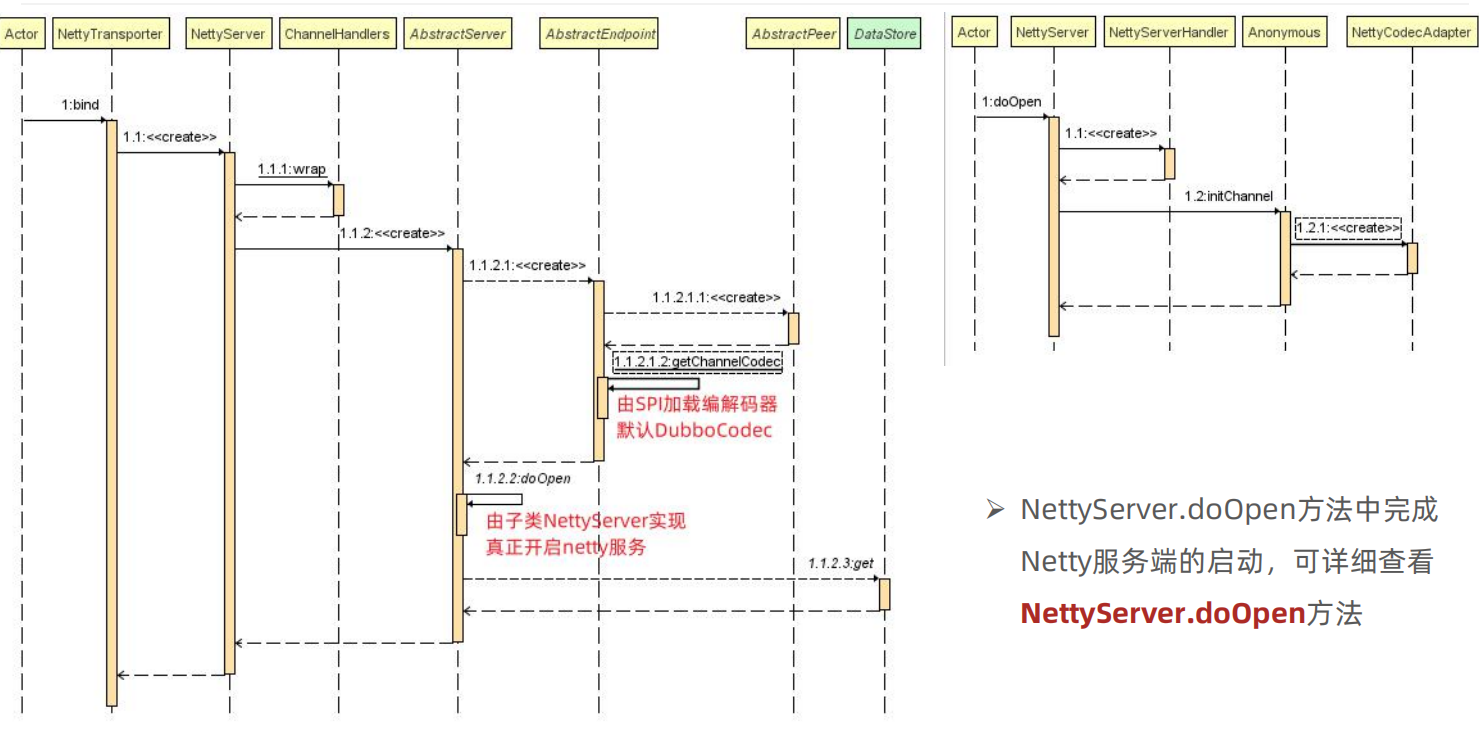 Actor
NettyTransporter
NettyServer
ChannelHandlers
AbstractServer
AbstractEndpoint
AbstractPeer
DataStore
1:bind
1.1:<<create>>
1.1.1:wrap
1.1.2:<<create>>
1.1.2.1:<<create>>
1.1.2.1.1:<<create>>
1.1.2.1.2:getChannelCodec
由SPI加载编解码器
默认DubboCodec
1.1.2.2:doOpen
由子类NettyServer实现
真正开启netty服务
1.1.2.3:get
Actor
NettyServer
NettyServerHandler
Anonymous
NettyCodecAdapter
1:doOpen
1.1:<<create>>
1.2:initChannel
1.2.1:<<create>>
➢ NettyServer.doOpen方法中完成
Netty服务端的启动，可详细查看
NettyServer.doOpen方法